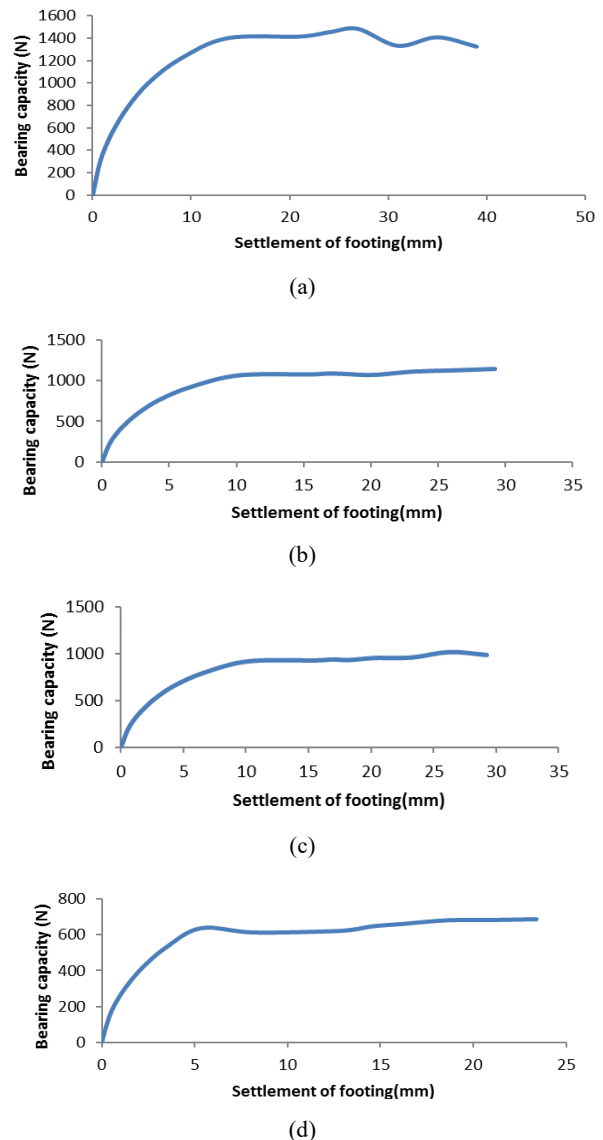 Bearing capacity (N)
1600
1400
1200
1000
800
600
400
200
0
0 10 20 30 40 50
Settlement of footing(mm)
(a)
Bearing capacity (N)
1500
1000
500
0
0 5 10 15 20 25 30 35
Settlement of footing(mm)
(b)
Bearing capacity (N)
1500
1000
500
0
0 5 10 15 20 25 30 35
Settlement of footing(mm)
(c)
Bearing capacity (N)
800
600
400
200
0
0 5 10 15 20 25
Settlement of footing(mm)
(d)